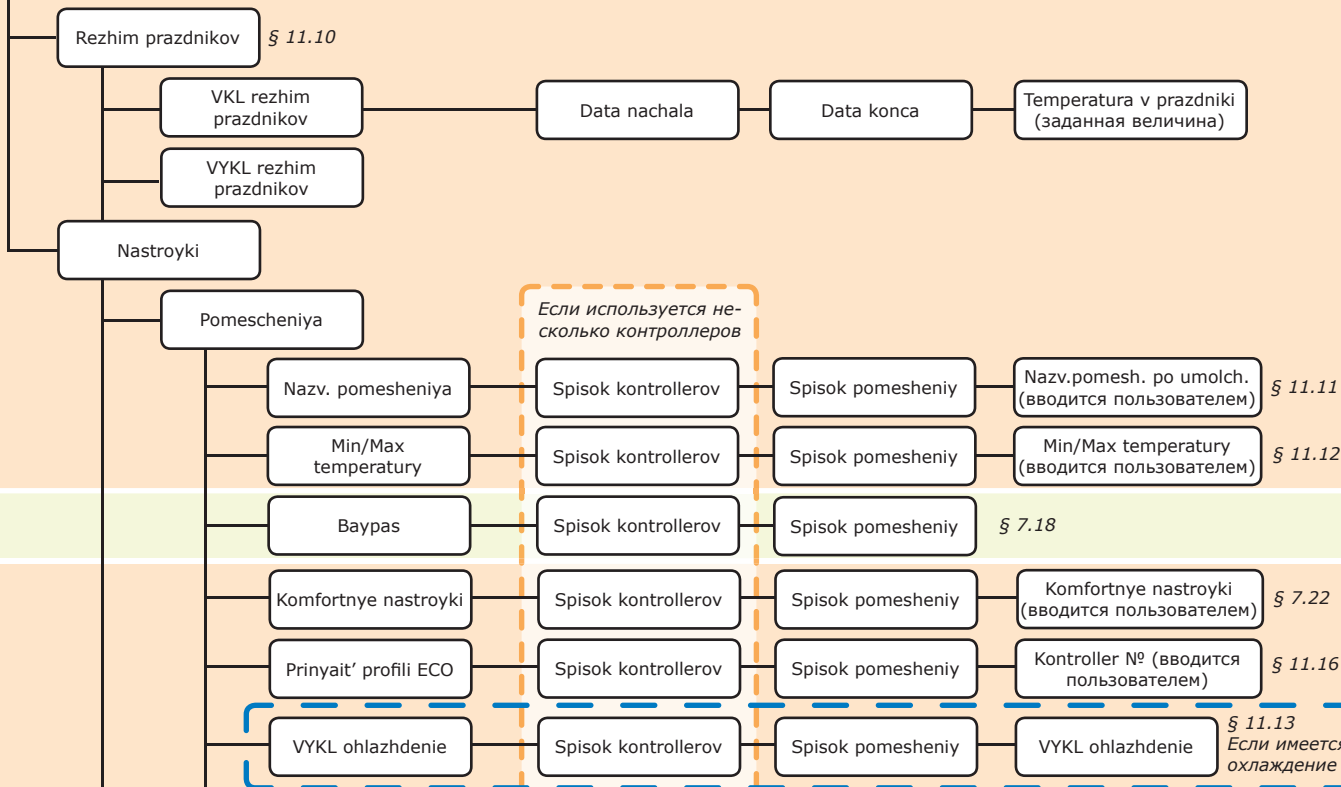 Rezhim prazdnikov
§ 11.10
VKL rezhim
prazdnikov
Data nachala
Data konca
Temperatura v prazdniki
(заданная величина)
VYKL rezhim
prazdnikov
Nastroyki
Pomescheniya
Если используется не-
сколько контроллеров
Nazv. pomesheniya
Spisok kontrollerov
Spisok pomesheniy
Nazv.pomesh. po umolch.
(вводится пользователем)
§ 11.11
Min/Max
temperatury
Spisok kontrollerov
Spisok pomesheniy
Min/Max temperatury
(вводится пользователем)
§ 11.12
Baypas
Spisok kontrollerov
Spisok pomesheniy
§ 7.18
Komfortnye nastroyki
Spisok kontrollerov
Spisok pomesheniy
Komfortnye nastroyki
(вводится пользователем)
§ 7.22
Prinyait’ profili ECO
Spisok kontrollerov
Spisok pomesheniy
Kontroller № (вводится
пользователем)
§ 11.16
VYKL ohlazhdenie
Spisok kontrollerov
Spisok pomesheniy
VYKL ohlazhdenie
§ 11.13
Если имеется
охлаждение